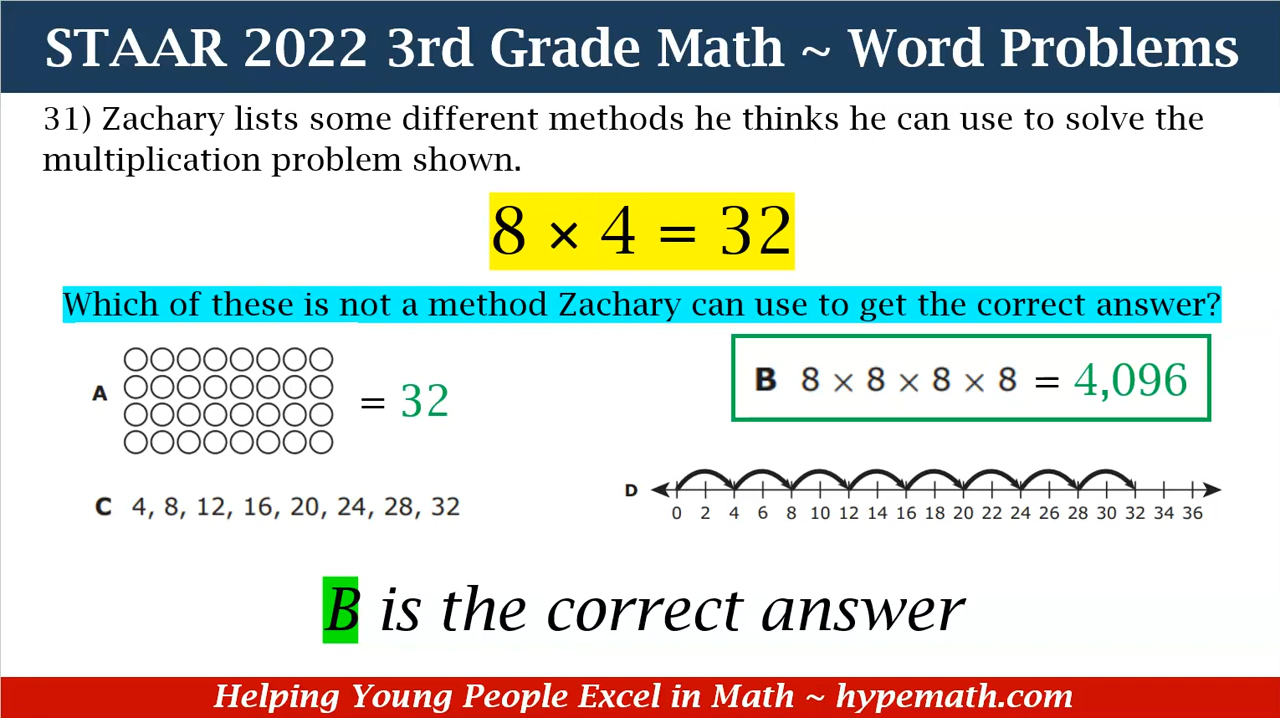 STAAR 2022 3rd Grade Math ~ Word Problems
31) Zachary lists some different methods he thinks he can use to solve the
multiplication problem shown.
8 × 4 = 32
Which of these is not a method Zachary can use to get the correct answer?
A = 32
B 8 × 8 × 8 × 8 = 4,096
C 4, 8, 12, 16, 20, 24, 28, 32
D
0 2 4 6 8 10 12 14 16 18 20 22 24 26 28 30 32 34 36
B is the correct answer
Helping Young People Excel in Math ~ hypemath.com